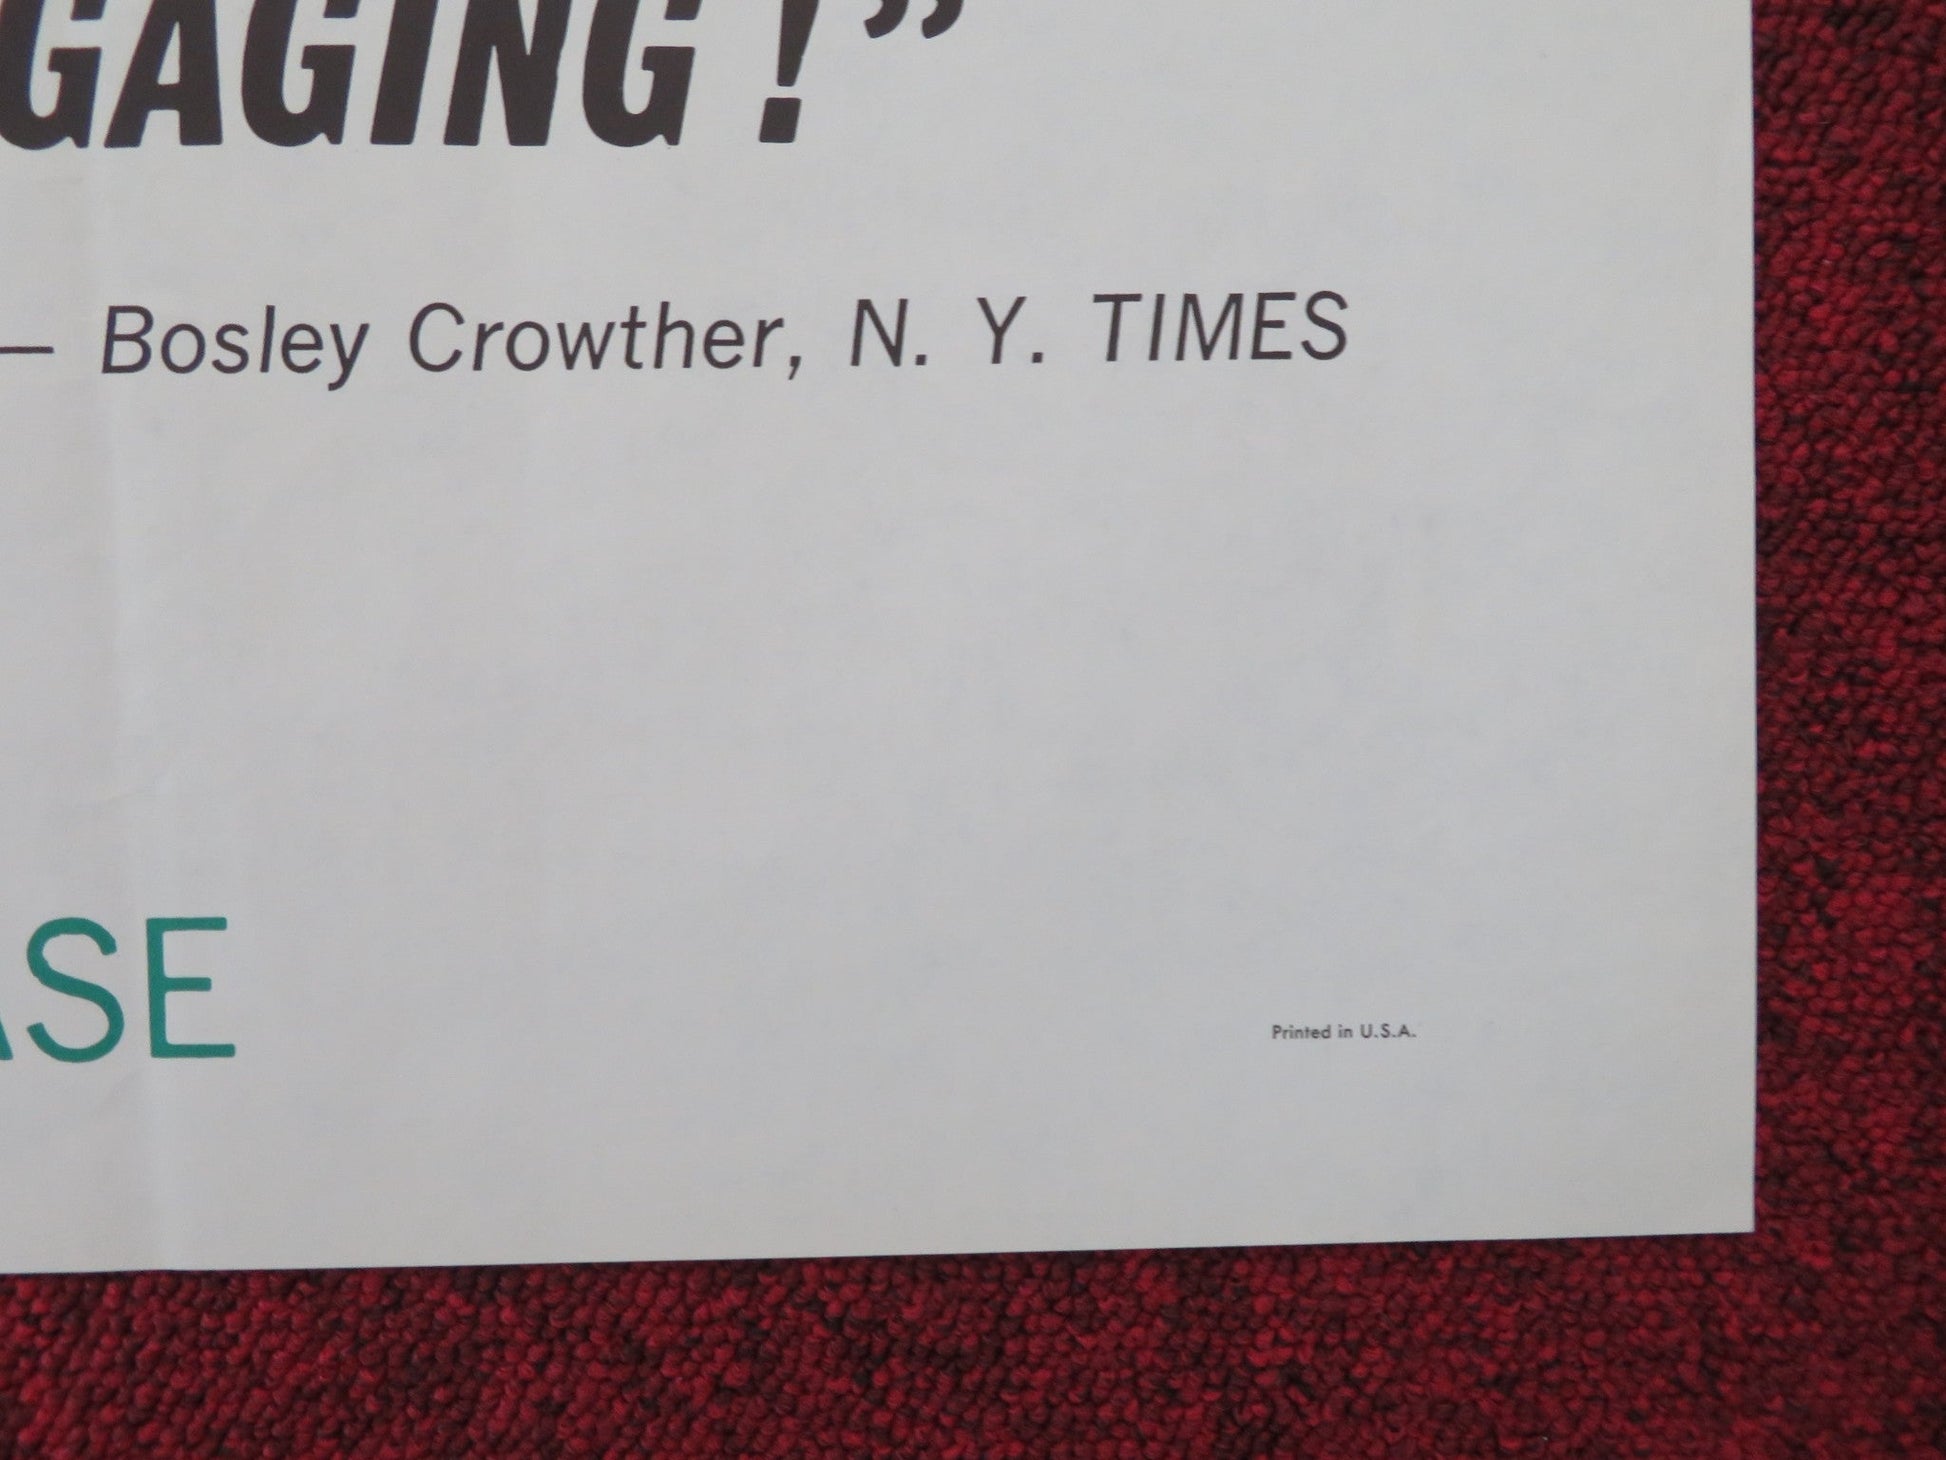 GAGING!”
— Bosley Crowther, N. Y. TIMES
ASE
Printed in U.S.A.